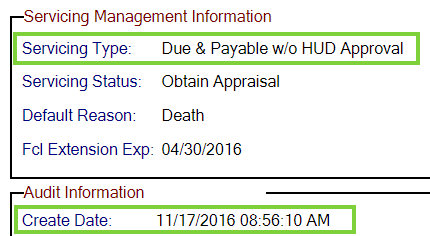 Servicing Management Information
Servicing Type: Due & Payable w/o HUD Approval
Servicing Status: Obtain Appraisal
Default Reason: Death
Fcl Extension Exp: 04/30/2016
Audit Information
Create Date: 11/17/2016 08:56:10 AM